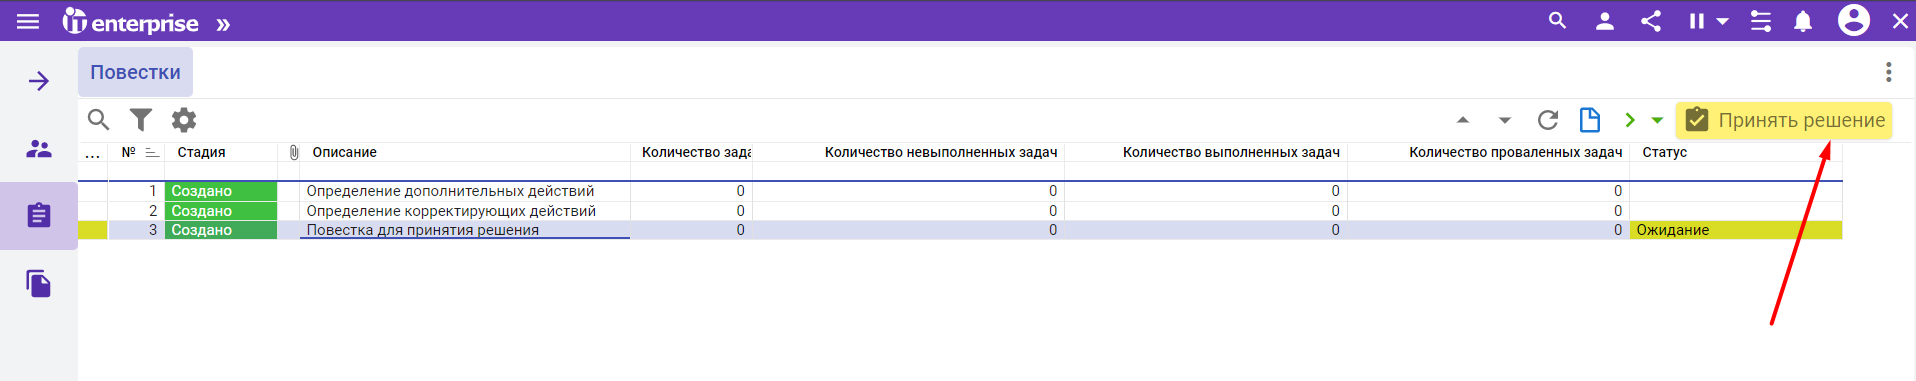 it enterprise »
Повестки
Принять решение
... № Стадия Описание Количество зада Количество невыполненных задач Количество выполненных задач Количество проваленных задач Статус
1 Создано Определение дополнительных действий 0 0 0 0
2 Создано Определение корректирующих действий 0 0 0 0
3 Создано Повестка для принятия решения 0 0 0 0 Ожидание